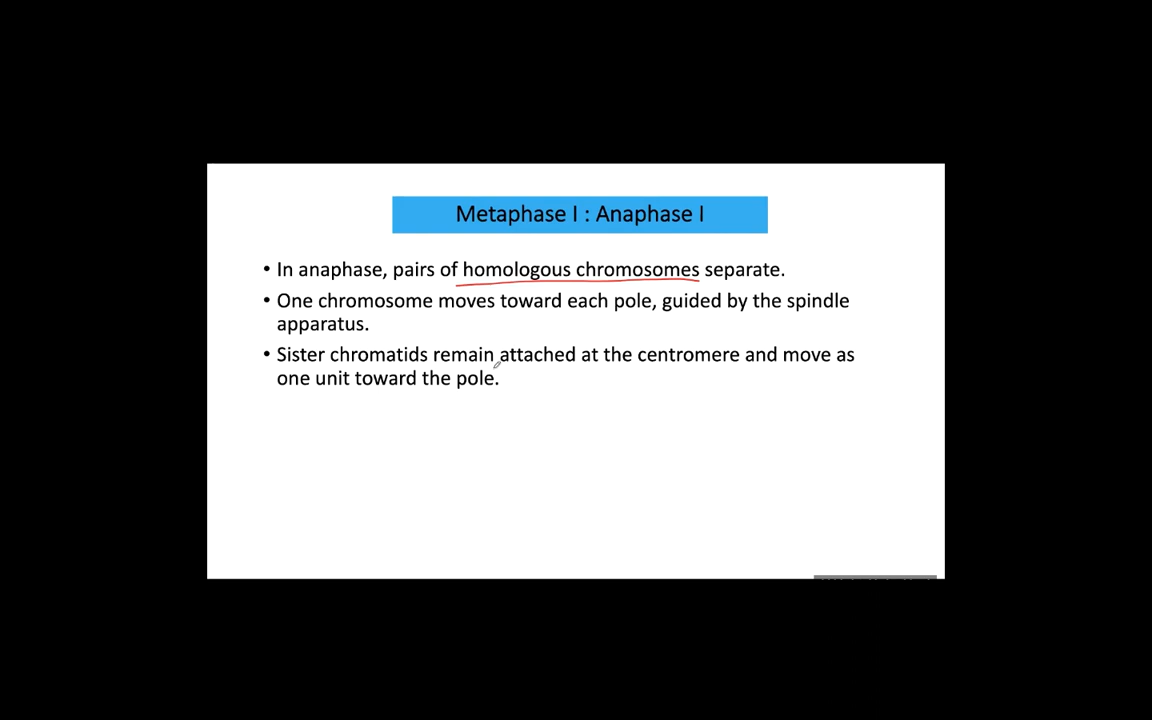 Metaphase I : Anaphase I
• In anaphase, pairs of homologous chromosomes separate.
• One chromosome moves toward each pole, guided by the spindle
apparatus.
• Sister chromatids remain attached at the centromere and move as
one unit toward the pole.